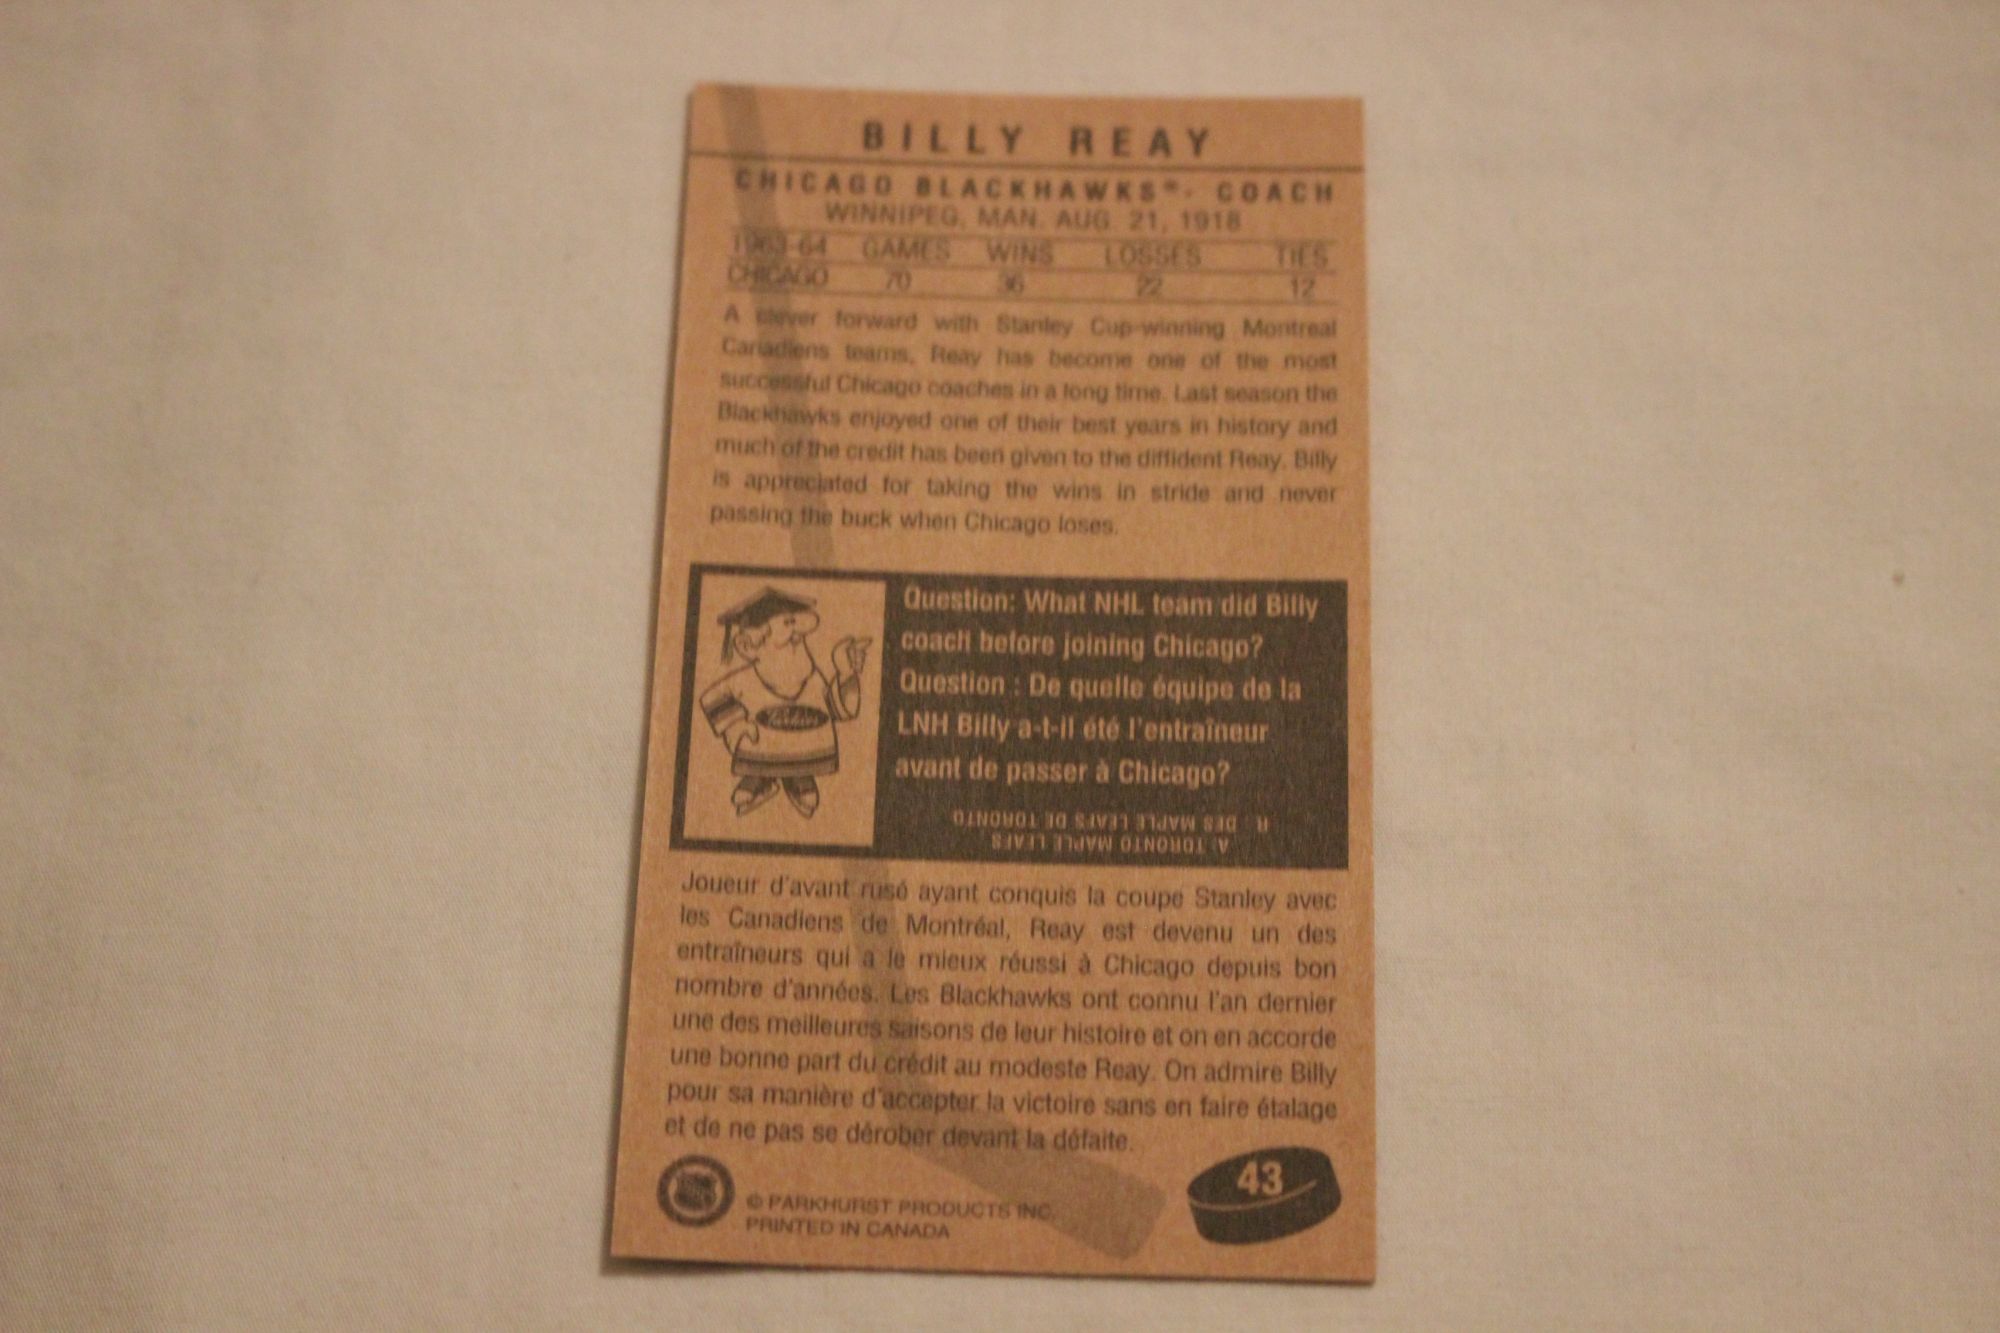 BILLY REAY
CHICAGO BLACKHAWKS®- COACH
WINNIPEG, MAN. AUG. 21, 1918
1963-64 GAMES WINS LOSSES TIES
CHICAGO 70 36 22 12
A clever forward with Stanley Cup-winning Montreal
Canadiens teams, Reay has become one of the most
successful Chicago coaches in a long time. Last season the
Blackhawks enjoyed one of their best years in history and
much of the credit has been given to the diffident Reay. Billy
is appreciated for taking the wins in stride and never
passing the buck when Chicago loses.
Question: What NHL team did Billy
coach before joining Chicago?
Question : De quelle équipe de la
LNH Billy a-t-il été l'entraîneur
avant de passer à Chicago?
A: TORONTO MAPLE LEAFS
R: DES MAPLE LEAFS DE TORONTO
Joueur d'avant rusé ayant conquis la coupe Stanley avec
les Canadiens de Montréal, Reay est devenu un des
entraîneurs qui a le mieux réussi à Chicago depuis bon
nombre d'années. Les Blackhawks ont connu l'an dernier
une des meilleures saisons de leur histoire et on en accorde
une bonne part du crédit au modeste Reay. On admire Billy
pour sa manière d'accepter la victoire sans en faire étalage
et de ne pas se dérober devant la défaite.
© PARKHURST PRODUCTS INC.
PRINTED IN CANADA
43